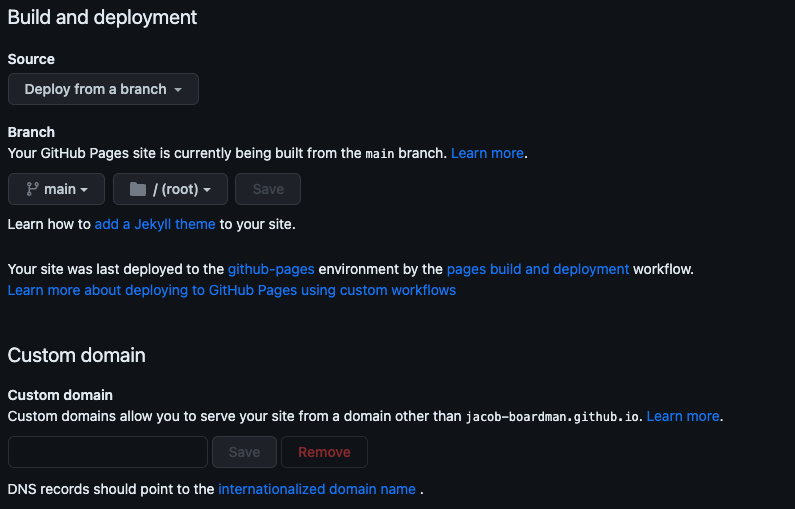 Build and deployment
Source
Deploy from a branch
Branch
Your GitHub Pages site is currently being built from the main branch. Learn more.
main / (root) Save
Learn how to add a Jekyll theme to your site.
Your site was last deployed to the github-pages environment by the pages build and deployment workflow.
Learn more about deploying to GitHub Pages using custom workflows
Custom domain
Custom domain
Custom domains allow you to serve your site from a domain other than jacob-boardman.github.io. Learn more.
Save Remove
DNS records should point to the internationalized domain name .